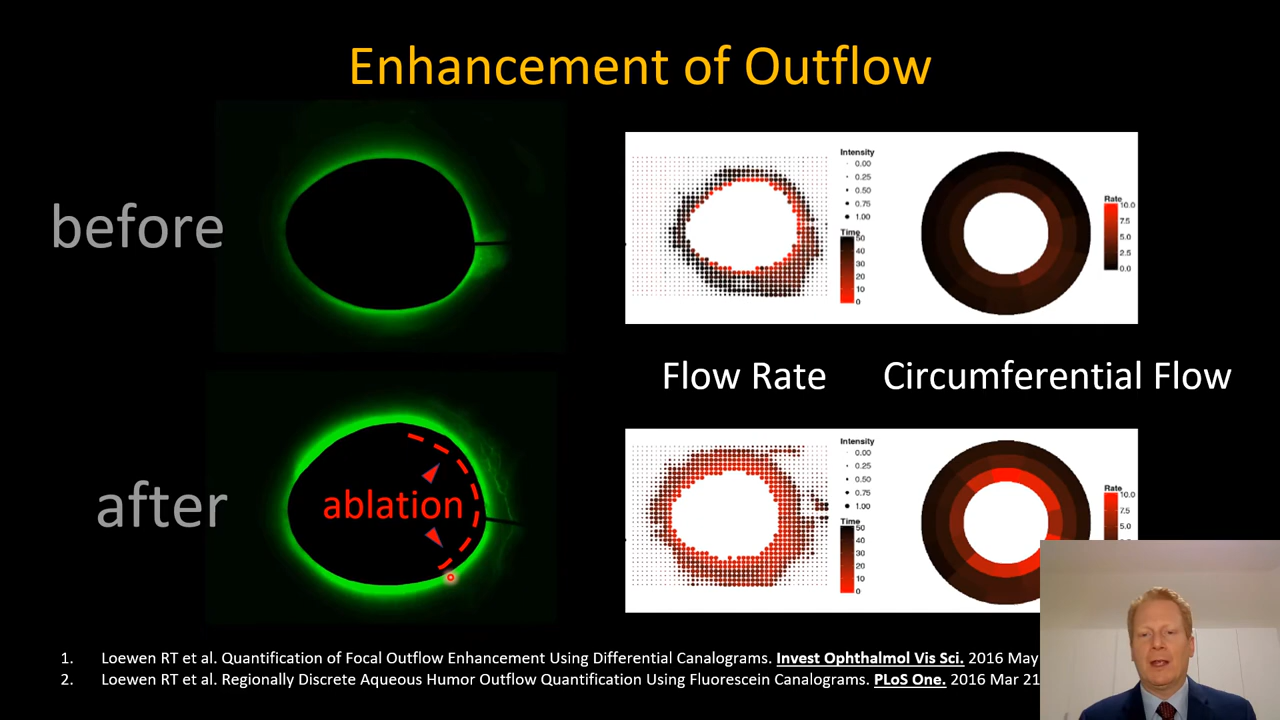 Enhancement of Outflow
before
Intensity
0.00
0.25
0.50
0.75
1.00
Time
50
40
30
20
10
0
Rate
10.0
7.5
5.0
2.5
0.0
Flow Rate
Circumferential Flow
after
ablation
Intensity
0.00
0.25
0.50
0.75
1.00
Time
50
40
30
20
10
0
Rate
10.0
7.5
5.0
1. Loewen RT et al. Quantification of Focal Outflow Enhancement Using Differential Canalograms. Invest Ophthalmol Vis Sci. 2016 May
2. Loewen RT et al. Regionally Discrete Aqueous Humor Outflow Quantification Using Fluorescein Canalograms. PLoS One. 2016 Mar 21